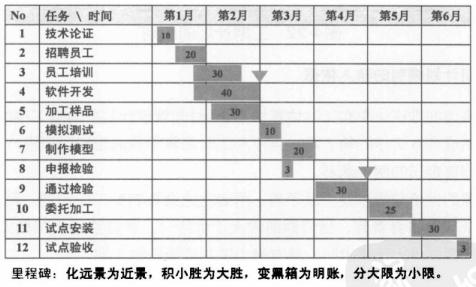 No 任务 \ 时间 第1月 第2月 第3月 第4月 第5月 第6月
1 技术论证 10
2 招聘员工 20
3 员工培训 30
4 软件开发 40
5 加工样品 30
6 模拟测试 10
7 制作模型 20
8 申报检验 3
9 通过检验 30
10 委托加工 25
11 试点安装 30
12 试点验收 3
里程碑：化远景为近景，积小胜为大胜，变黑箱为明账，分大限为小限。